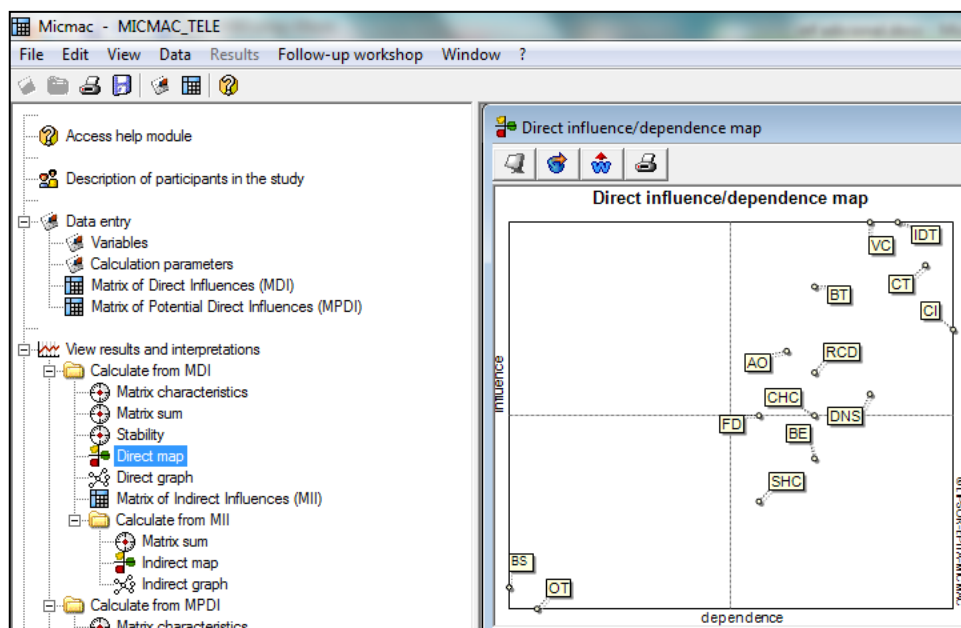 Micmac - MICMAC_TELE
File Edit View Data Results Follow-up workshop Window ?
Access help module
Description of participants in the study
Data entry
Variables
Calculation parameters
Matrix of Direct Influences (MDI)
Matrix of Potential Direct Influences (MPDI)
View results and interpretations
Calculate from MDI
Matrix characteristics
Matrix sum
Stability
Direct map
Direct graph
Matrix of Indirect Influences (MII)
Calculate from MII
Matrix sum
Indirect map
Indirect graph
Calculate from MPDI
Matrix characteristics
Direct influence/dependence map
Direct influence/dependence map
VC IDT
CT
BT
CI
AO RCD
CHC
FD DNS
BE
SHC
BS
OT
influence
dependence